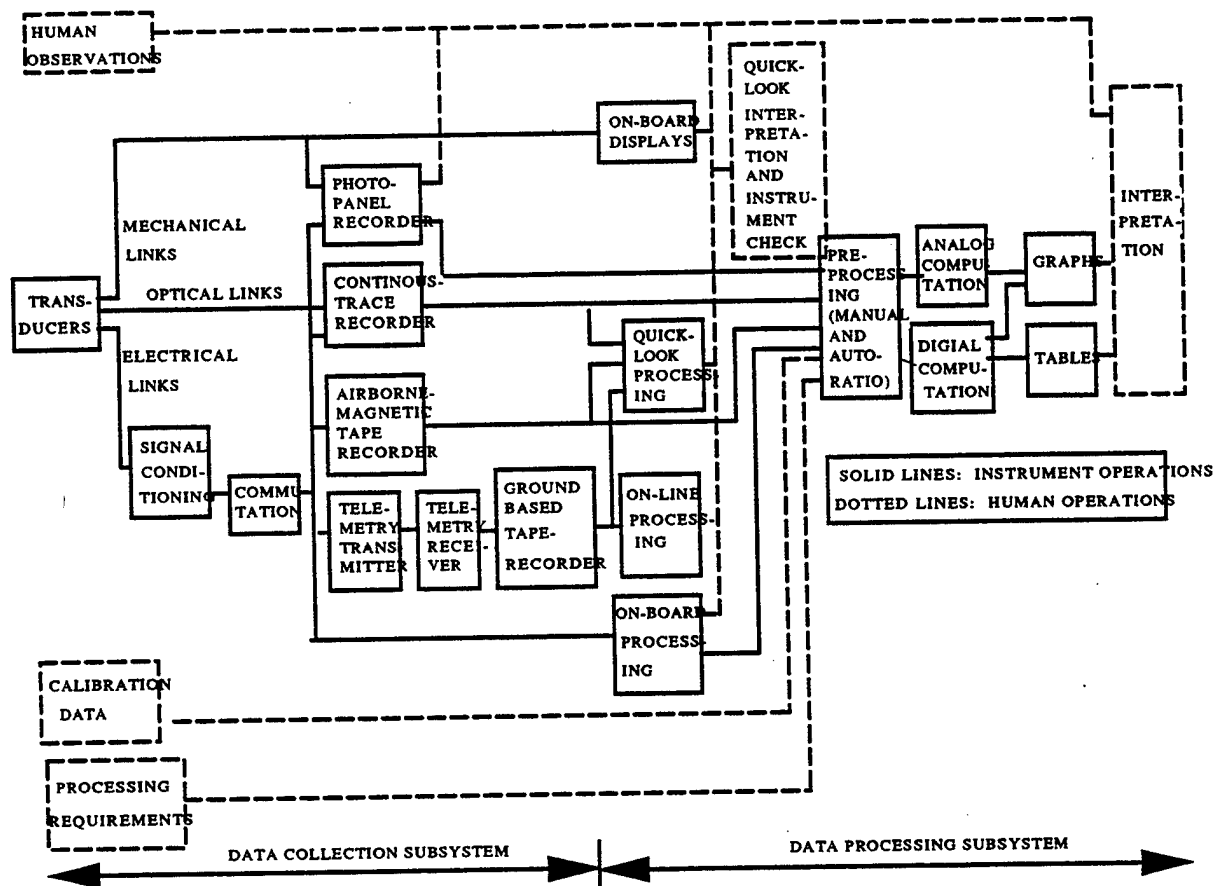 HUMAN
OBSERVATIONS
QUICK-
LOOK
INTER-
PRETA-
TION
AND
INSTRU-
MENT
CHECK
ON-BOARD
DISPLAYS
PHOTO-
PANEL
RECORDER
MECHANICAL
LINKS
INTER-
PRETA-
TION
TRANS-
DUCERS
OPTICAL LINKS
CONTINOUS-
TRACE
RECORDER
PRE-
PROCESS
ING
(MANUAL
AND
AUTO-
RATIO)
ANALOG
COMPU-
TATION
GRAPHS
ELECTRICAL
LINKS
QUICK-
LOOK
PROCESS-
ING
DIGIAL
COMPU-
TATION
TABLES
AIRBORNE-
MAGNETIC
TAPE
RECORDER
SIGNAL
CONDI-
TIONING
COMMU
TATION
TELE-
METRY
TRANS
MITTER
TELE-
METRY
RECEI-
VER
GROUND
BASED
TAPE-
RECORDER
ON-LINE
PROCESS-
ING
SOLID LINES: INSTRUMENT OPERATIONS
DOTTED LINES: HUMAN OPERATIONS
ON-BOARD
PROCESS-
ING
CALIBRATION
DATA
PROCESSING
REQUIREMENTS
DATA COLLECTION SUBSYSTEM
DATA PROCESSING SUBSYSTEM